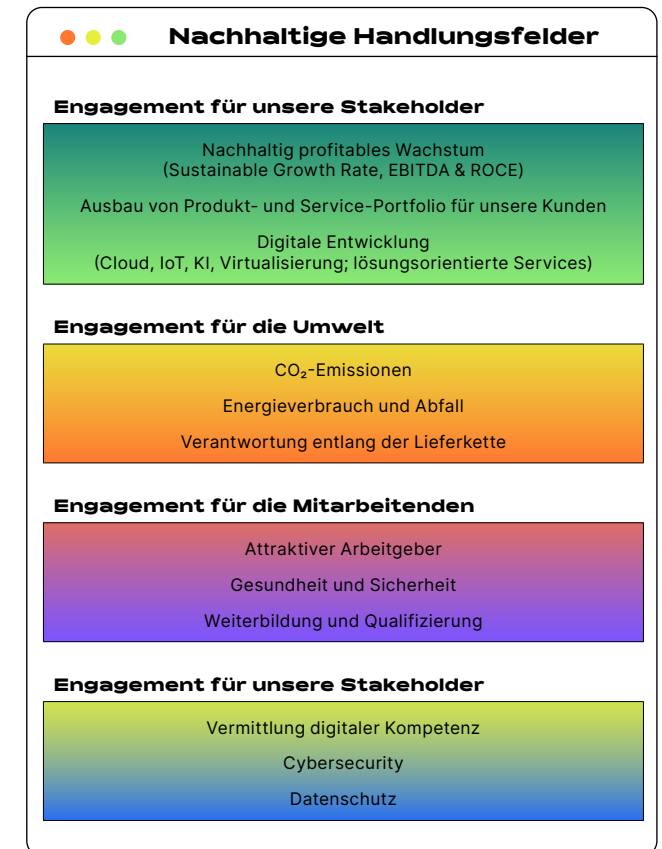 Nachhaltige Handlungsfelder
Engagement für unsere Stakeholder
Nachhaltig profitables Wachstum
(Sustainable Growth Rate, EBITDA & ROCE)
Ausbau von Produkt- und Service-Portfolio für unsere Kunden
Digitale Entwicklung
(Cloud, IoT, KI, Virtualisierung; lösungsorientierte Services)
Engagement für die Umwelt
CO₂-Emissionen
Energieverbrauch und Abfall
Verantwortung entlang der Lieferkette
Engagement für die Mitarbeitenden
Attraktiver Arbeitgeber
Gesundheit und Sicherheit
Weiterbildung und Qualifizierung
Engagement für unsere Stakeholder
Vermittlung digitaler Kompetenz
Cybersecurity
Datenschutz